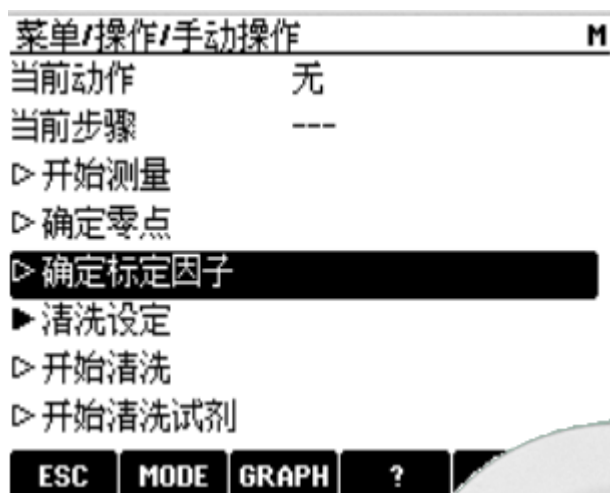 菜单/操作/手动操作 M
当前动作 无
当前步骤 ---
▷开始测量
▷确定零点
▷确定标定因子
▶清洗设定
▷开始清洗
▷开始清洗试剂
ESC MODE GRAPH ?